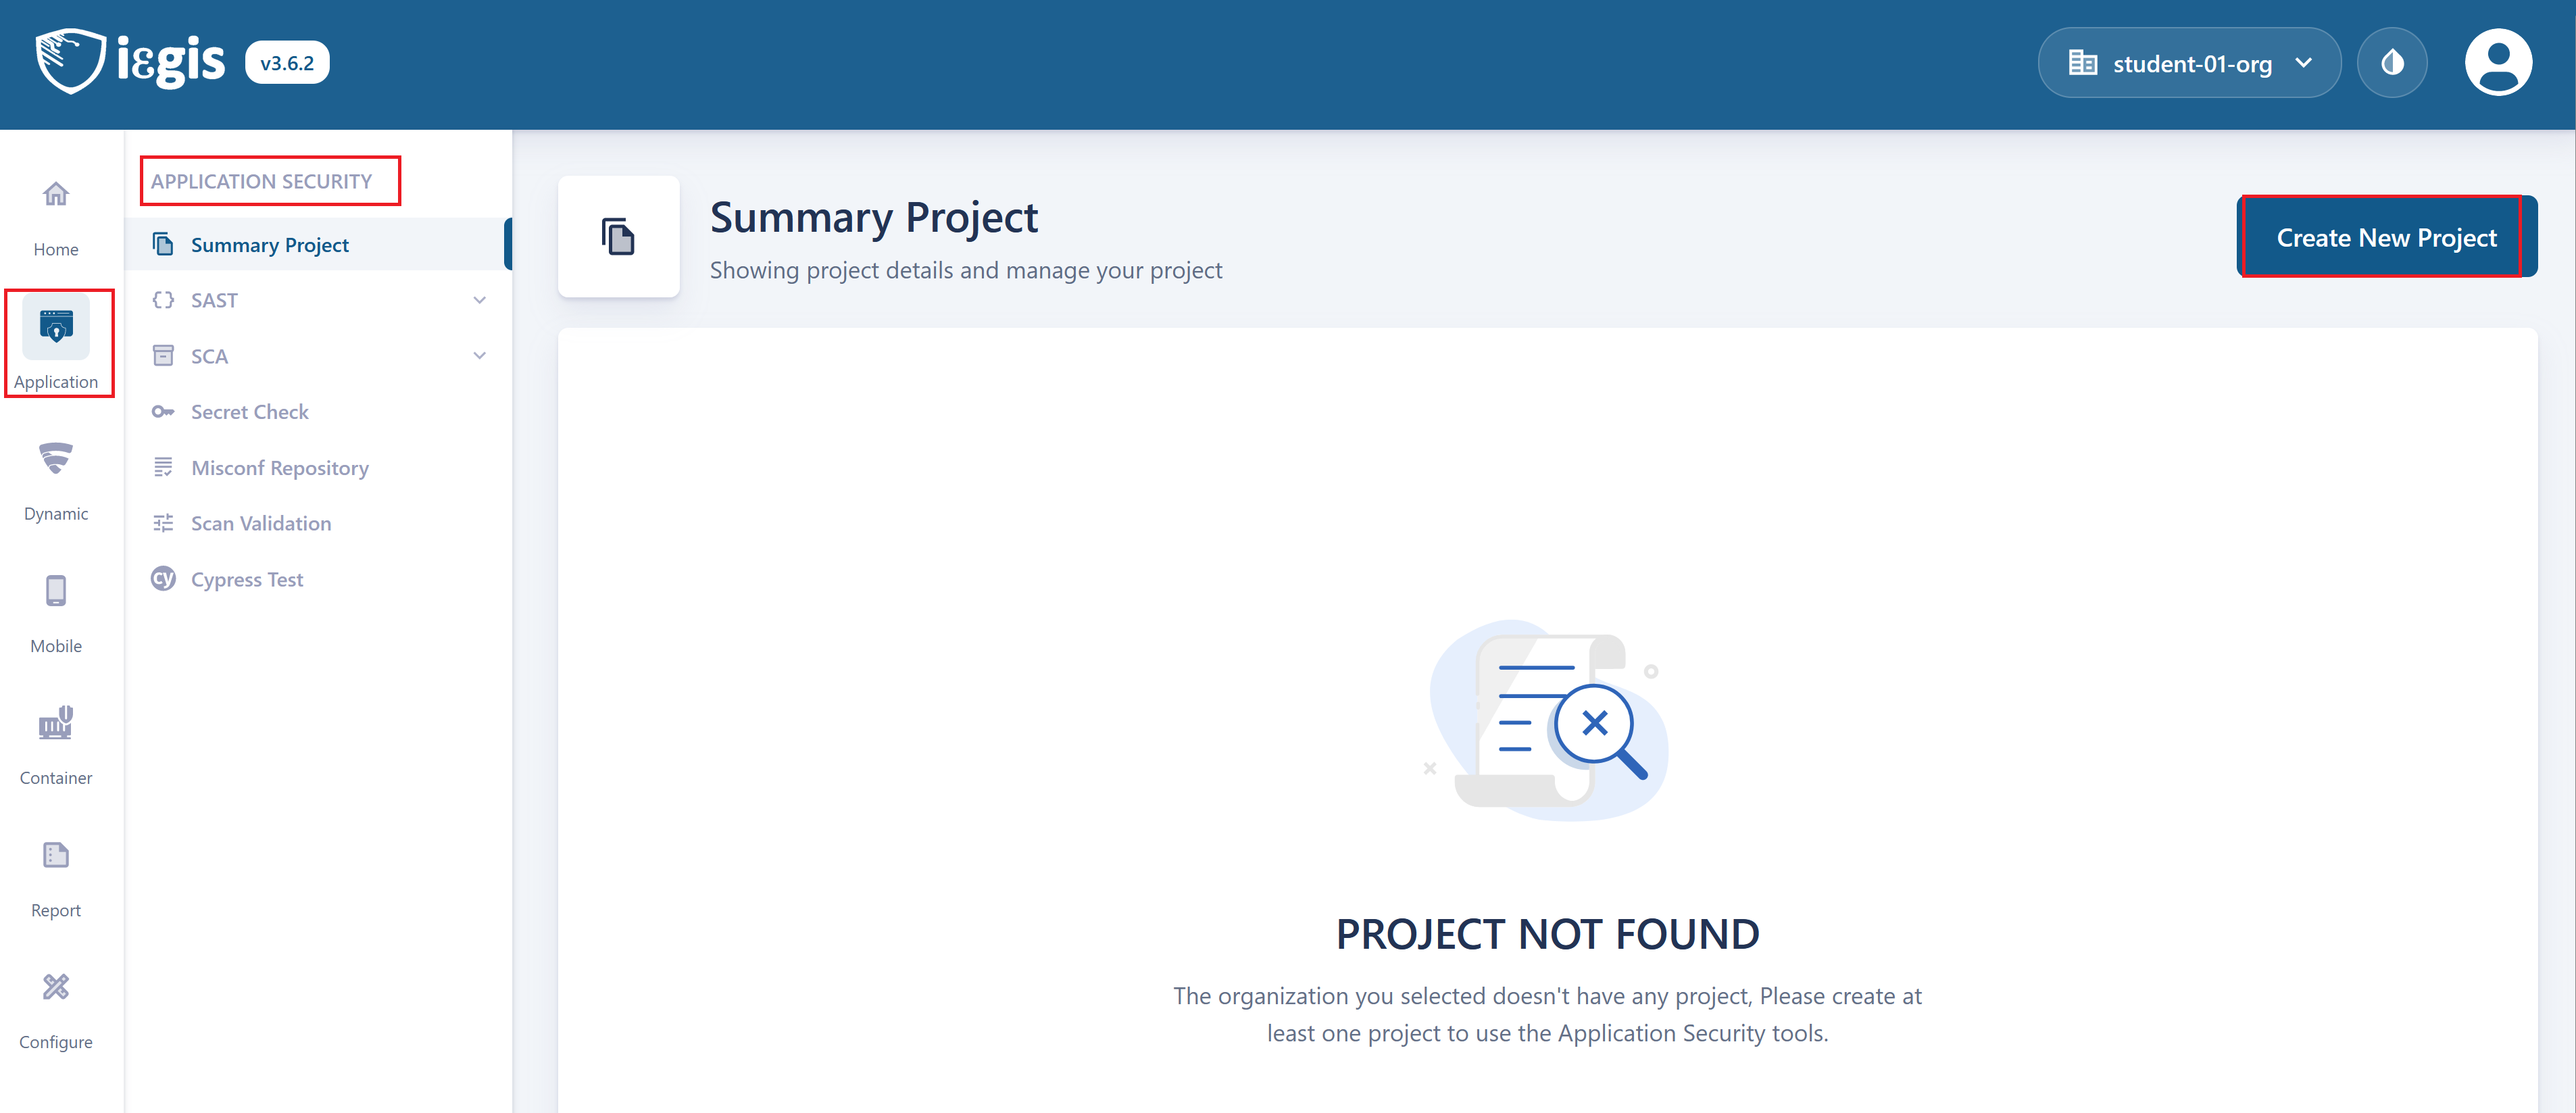 iɛgis
v3.6.2
student-01-org
Home
Application
Dynamic
Mobile
Container
Report
Configure
APPLICATION SECURITY
Summary Project
SAST
SCA
Secret Check
Misconf Repository
Scan Validation
cy Cypress Test
Summary Project
Showing project details and manage your project
Create New Project
PROJECT NOT FOUND
The organization you selected doesn't have any project, Please create at
least one project to use the Application Security tools.